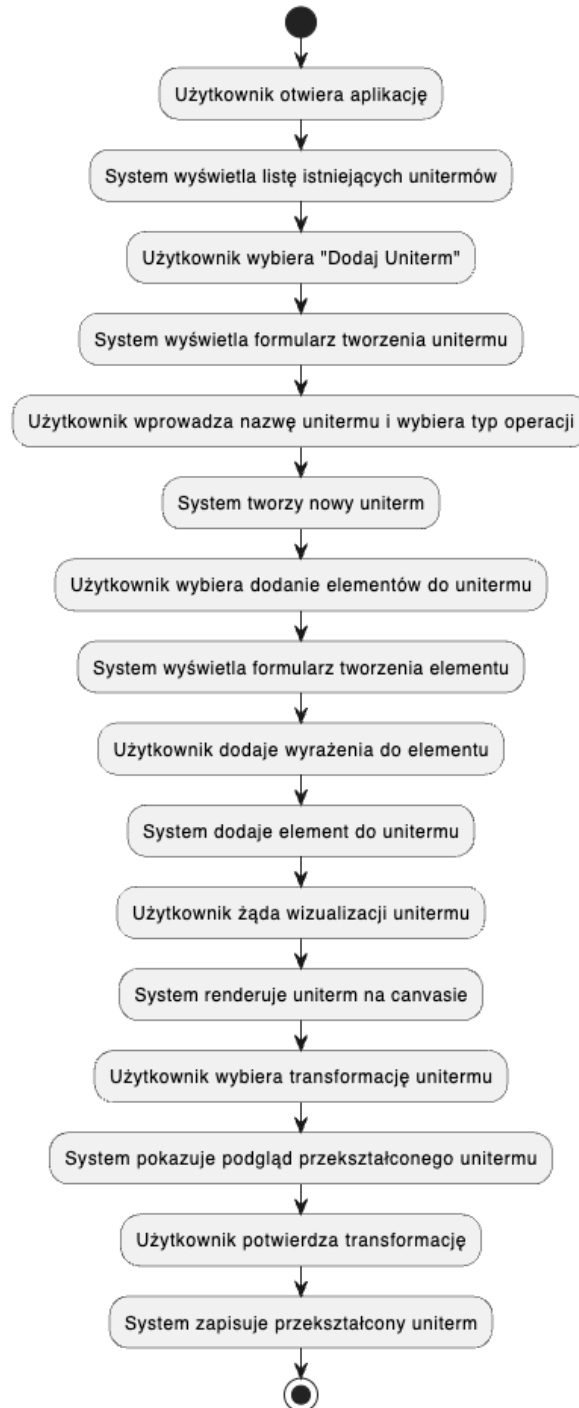 Użytkownik otwiera aplikację
System wyświetla listę istniejących unitermów
Użytkownik wybiera "Dodaj Uniterm"
System wyświetla formularz tworzenia unitermu
Użytkownik wprowadza nazwę unitermu i wybiera typ operacji
System tworzy nowy uniterm
Użytkownik wybiera dodanie elementów do unitermu
System wyświetla formularz tworzenia elementu
Użytkownik dodaje wyrażenia do elementu
System dodaje element do unitermu
Użytkownik żąda wizualizacji unitermu
System renderuje uniterm na canvasie
Użytkownik wybiera transformację unitermu
System pokazuje podgląd przekształconego unitermu
Użytkownik potwierdza transformację
System zapisuje przekształcony uniterm